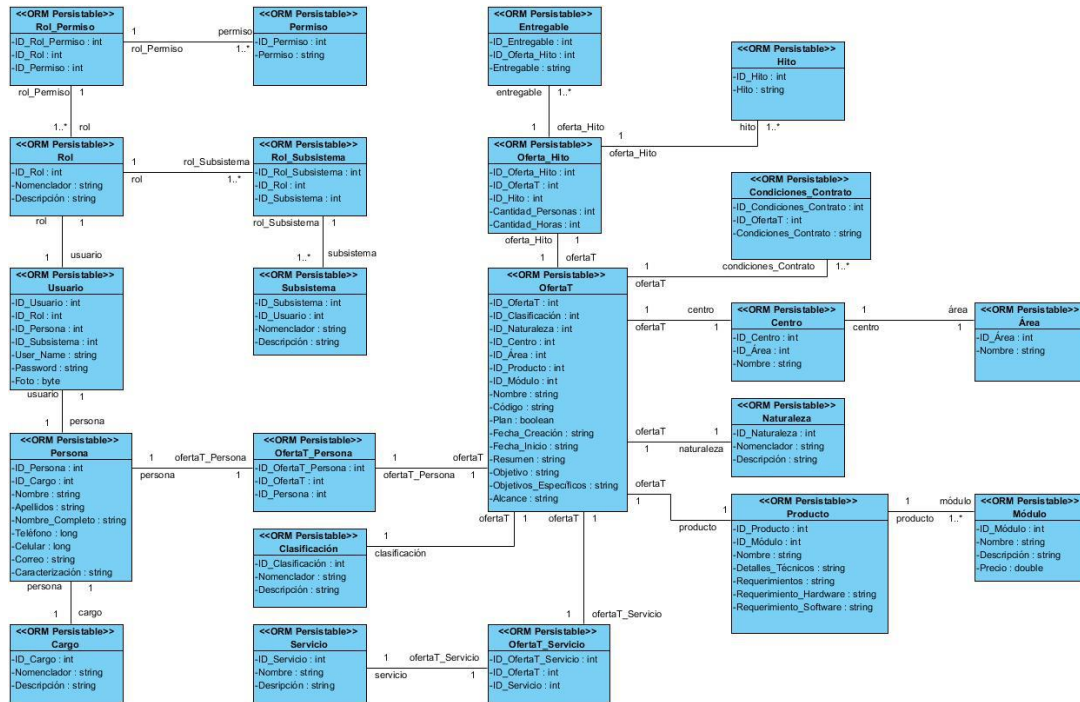 <<ORM Persistable>>
Rol_Permiso
-ID_Rol_Permiso : int
-ID_Rol : int
-ID_Permiso : int
1
permiso
rol_Permiso
1..*
<<ORM Persistable>>
Permiso
-ID_Permiso : int
-Permiso : string
rol_Permiso
1
1..*
rol
<<ORM Persistable>>
Rol
-ID_Rol : int
-Nomenclador : string
-Descripción : string
1
rol_Subsistema
rol
1..*
<<ORM Persistable>>
Rol_Subsistema
-ID_Rol_Subsistema : int
-ID_Rol : int
-ID_Subsistema : int
rol
1
1
usuario
rol_Subsistema
1
1..*
subsistema
<<ORM Persistable>>
Usuario
-ID_Usuario : int
-ID_Rol : int
-ID_Persona : int
-ID_Subsistema : int
-User_Name : string
-Password : string
-Foto : byte
<<ORM Persistable>>
Subsistema
-ID_Subsistema : int
-ID_Usuario : int
-Nomenclador : string
-Descripción : string
usuario
1
1
persona
<<ORM Persistable>>
Persona
-ID_Persona : int
-ID_Cargo : int
-Nombre : string
-Apellidos : string
-Nombre_Completo : string
-Teléfono : long
-Celular : long
-Correo : string
-Caracterización : string
1
ofertaT_Persona
persona
1
<<ORM Persistable>>
OfertaT_Persona
-ID_OfertaT_Persona : int
-ID_OfertaT : int
-ID_Persona : int
1
ofertaT
ofertaT_Persona
1
persona
1
1
cargo
<<ORM Persistable>>
Cargo
-ID_Cargo : int
-Nomenclador : string
-Descripción : string
<<ORM Persistable>>
Clasificación
-ID_Clasificación : int
-Nomenclador : string
-Descripción : string
1
clasificación
ofertaT
1
<<ORM Persistable>>
Servicio
-ID_Servicio : int
-Nombre : string
-Desripción : string
1
ofertaT_Servicio
servicio
1
<<ORM Persistable>>
OfertaT_Servicio
-ID_OfertaT_Servicio : int
-ID_OfertaT : int
-ID_Servicio : int
ofertaT
1
1
ofertaT_Servicio
<<ORM Persistable>>
Entregable
-ID_Entregable : int
-ID_Oferta_Hito : int
-Entregable : string
entregable
1..*
1
oferta_Hito
<<ORM Persistable>>
Hito
-ID_Hito : int
-Hito : string
1
oferta_Hito
hito
1..*
<<ORM Persistable>>
Oferta_Hito
-ID_Oferta_Hito : int
-ID_OfertaT : int
-ID_Hito : int
-Cantidad_Personas : int
-Cantidad_Horas : int
oferta_Hito
1
1
ofertaT
<<ORM Persistable>>
Condiciones_Contrato
-ID_Condiciones_Contrato : int
-ID_OfertaT : int
-Condiciones_Contrato : string
1
condiciones_Contrato
ofertaT
1..*
<<ORM Persistable>>
OfertaT
-ID_OfertaT : int
-ID_Clasificación : int
-ID_Naturaleza : int
-ID_Centro : int
-ID_Área : int
-ID_Producto : int
-ID_Módulo : int
-Nombre : string
-Código : string
-Plan : boolean
-Fecha_Creación : string
-Fecha_Inicio : string
-Resumen : string
-Objetivo : string
-Objetivos_Específicos : string
-Alcance : string
1
centro
ofertaT
1
<<ORM Persistable>>
Centro
-ID_Centro : int
-ID_Área : int
-Nombre : string
1
área
centro
1
<<ORM Persistable>>
Área
-ID_Área : int
-Nombre : string
ofertaT
1
1
naturaleza
<<ORM Persistable>>
Naturaleza
-ID_Naturaleza : int
-Nomenclador : string
-Descripción : string
ofertaT
1
1
producto
<<ORM Persistable>>
Producto
-ID_Producto : int
-ID_Módulo : int
-Nombre : string
-Detalles_Técnicos : string
-Requerimientos : string
-Requerimiento_Hardware : string
-Requerimiento_Software : string
1
módulo
producto
1..*
<<ORM Persistable>>
Módulo
-ID_Módulo : int
-Nombre : string
-Descripción : string
-Precio : double